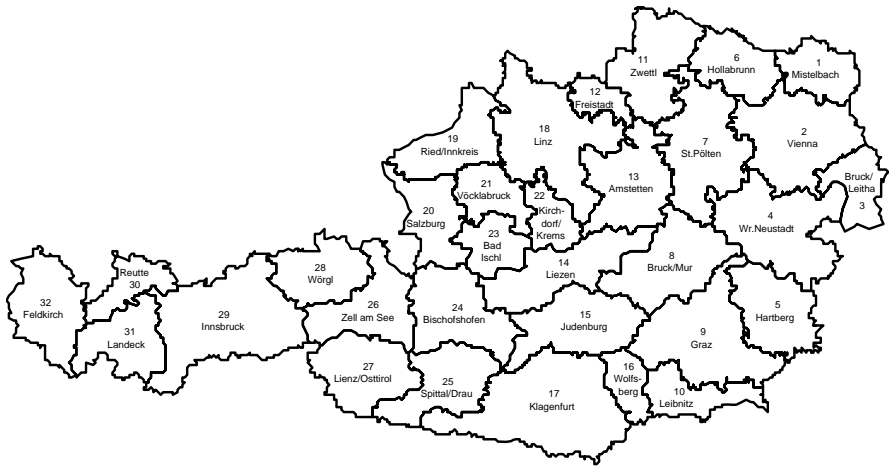 1
Mistelbach
2
Vienna
Bruck/
Leitha
3
4
Wr.Neustadt
5
Hartberg
6
Hollabrunn
7
St.Pölten
8
Bruck/Mur
9
Graz
10
Leibnitz
11
Zwettl
12
Freistadt
13
Amstetten
14
Liezen
15
Judenburg
16
Wolfs-
berg
17
Klagenfurt
18
Linz
19
Ried/Innkreis
20
Salzburg
21
Vöcklabruck
22
Kirch-
dorf/
Krems
23
Bad
Ischl
24
Bischofshofen
25
Spittal/Drau
26
Zell am See
27
Lienz/Osttirol
28
Wörgl
29
Innsbruck
Reutte
30
31
Landeck
32
Feldkirch